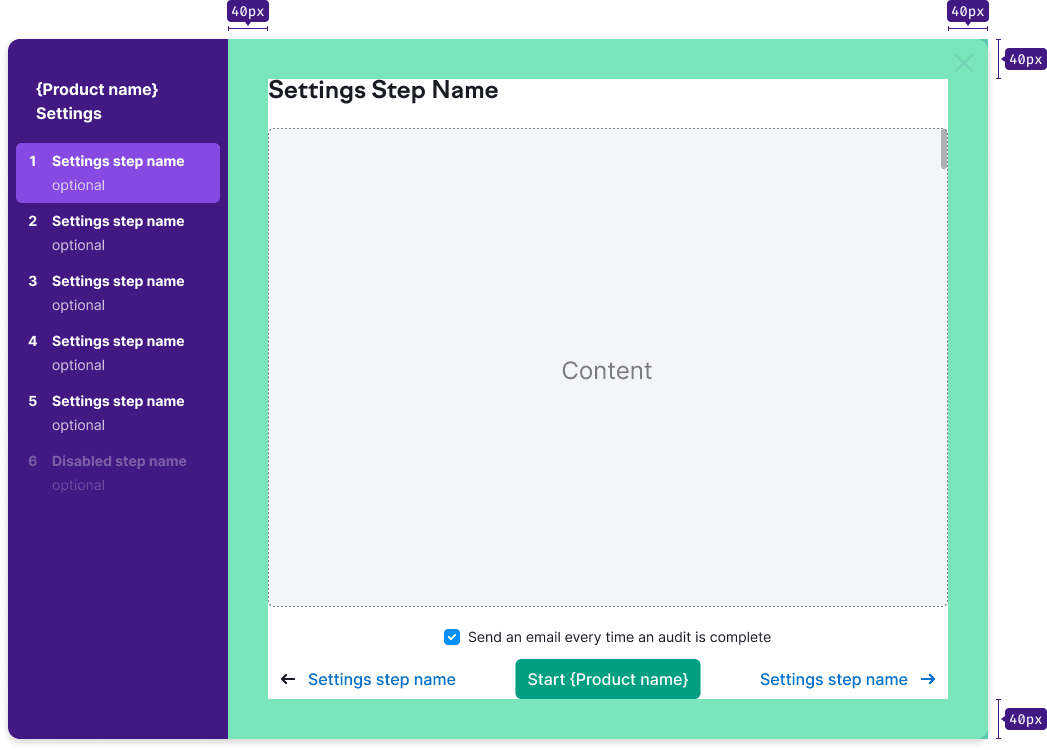 40px
40px
40px
{Product name}
Settings
1 Settings step name
optional
2 Settings step name
optional
3 Settings step name
optional
4 Settings step name
optional
5 Settings step name
optional
6 Disabled step name
optional
Settings Step Name
Content
Send an email every time an audit is complete
Settings step name
Start {Product name}
Settings step name
40px